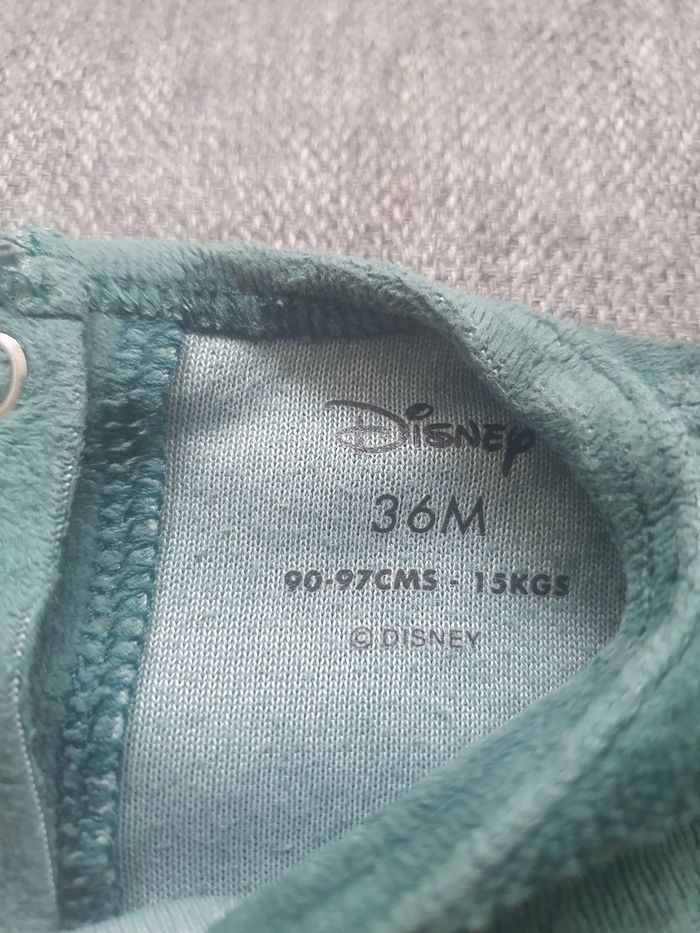 Disney
36M
90-97CMS - 15KGS
© DISNEY